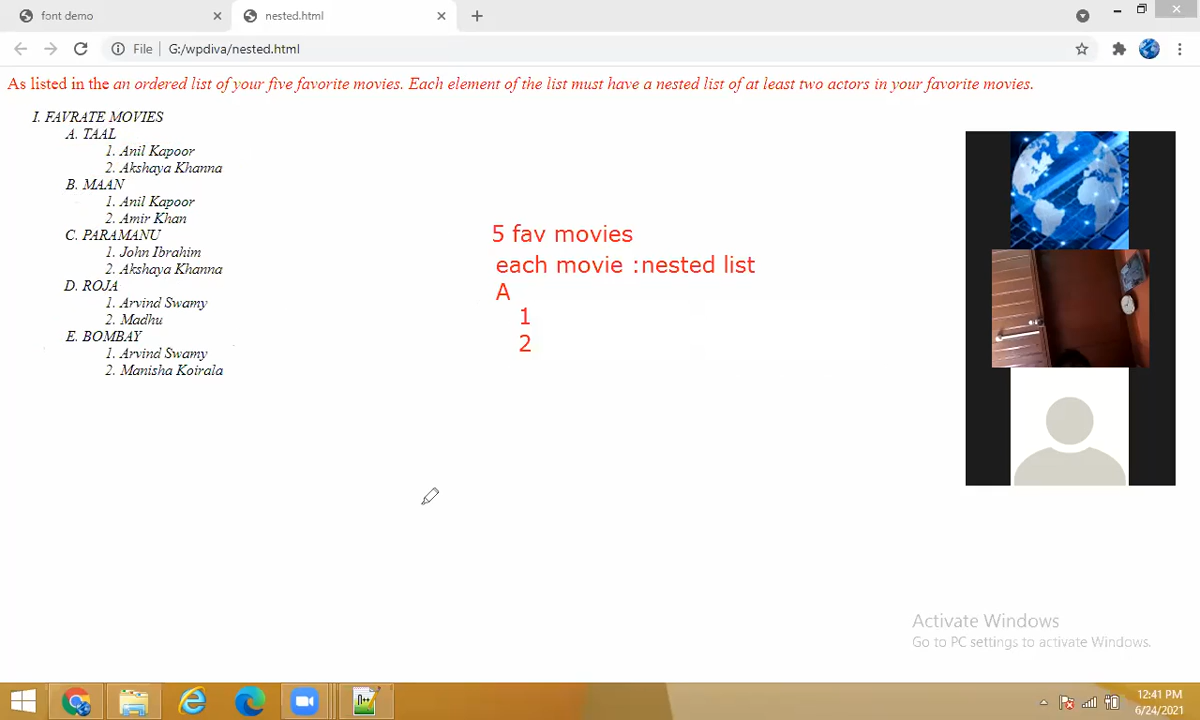 font demo
nested.html
File
G:/wpdiva/nested.html
As listed in the an ordered list of your five favorite movies. Each element of the list must have a nested list of at least two actors in your favorite movies.
I. FAVRATE MOVIES
A. TAAL
1. Anil Kapoor
2. Akshaya Khanna
B. MAAN
1. Anil Kapoor
2. Amir Khan
C. PARAMANU
1. John Ibrahim
2. Akshaya Khanna
D. ROJA
1. Arvind Swamy
2. Madhu
E. BOMBAY
1. Arvind Swamy
2. Manisha Koirala
5 fav movies
each movie :nested list
A
1
2
Activate Windows
Go to PC settings to activate Windows.
12:41 PM
6/24/2021